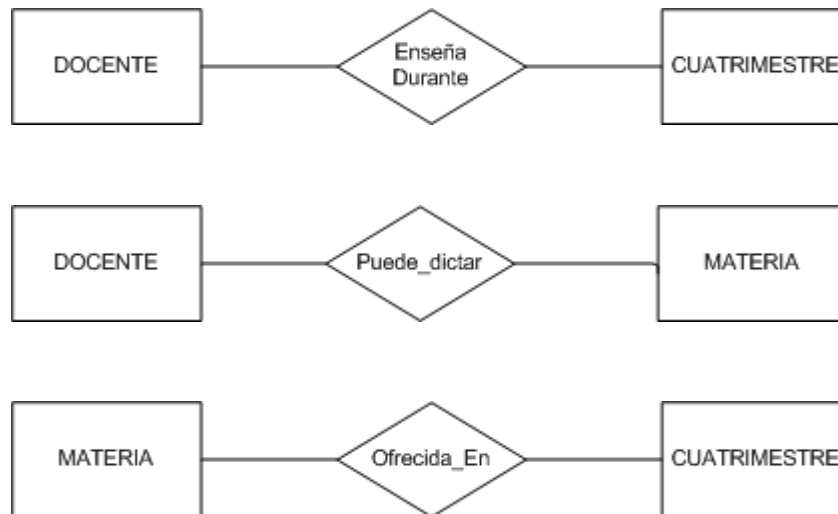 DOCENTE
Enseña
Durante
CUATRIMESTRE
DOCENTE
Puede_dictar
MATERIA
MATERIA
Ofrecida_En
CUATRIMESTRE